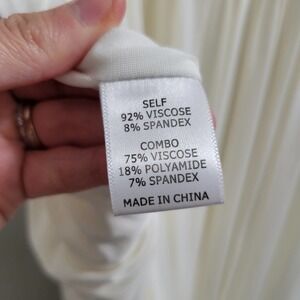 SELF
92% VISCOSE
8% SPANDEX
COMBO
75% VISCOSE
18% POLYAMIDE
7% SPANDEX
MADE IN CHINA